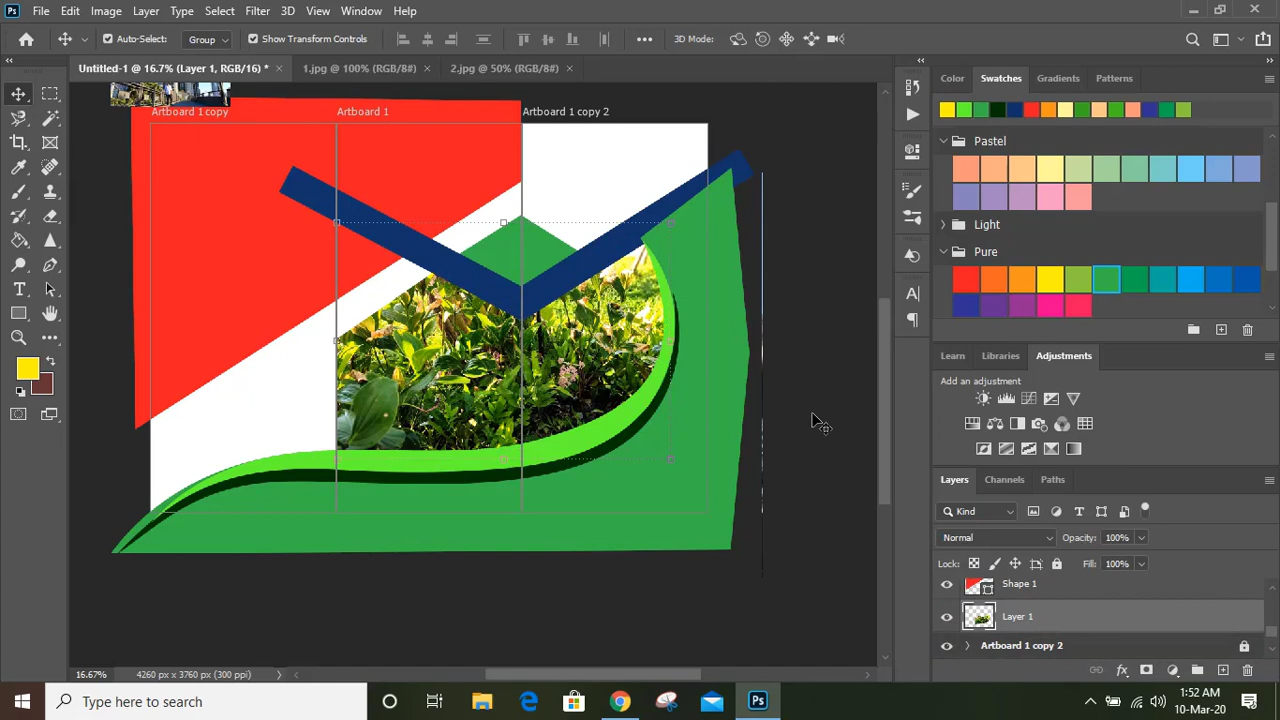 Ps File Edit Image Layer Type Select Filter 3D View Window Help
Auto-Select: Group Show Transform Controls 3D Mode:
Untitled-1 @ 16.7% (Layer 1, RGB/16) * × 1.jpg @ 100% (RGB/8#) × 2.jpg @ 50% (RGB/8#) ×
Artboard 1 copy Artboard 1 Artboard 1 copy 2
Color Swatches Gradients Patterns
Pastel
Light
Pure
Learn Libraries Adjustments
Add an adjustment
Layers Channels Paths
Kind
Normal Opacity: 100%
Lock: Fill: 100%
Shape 1
Layer 1
Artboard 1 copy 2
16.67% 4260 px x 3760 px (300 ppi)
Type here to search
Ps
1:52 AM
10-Mar-20